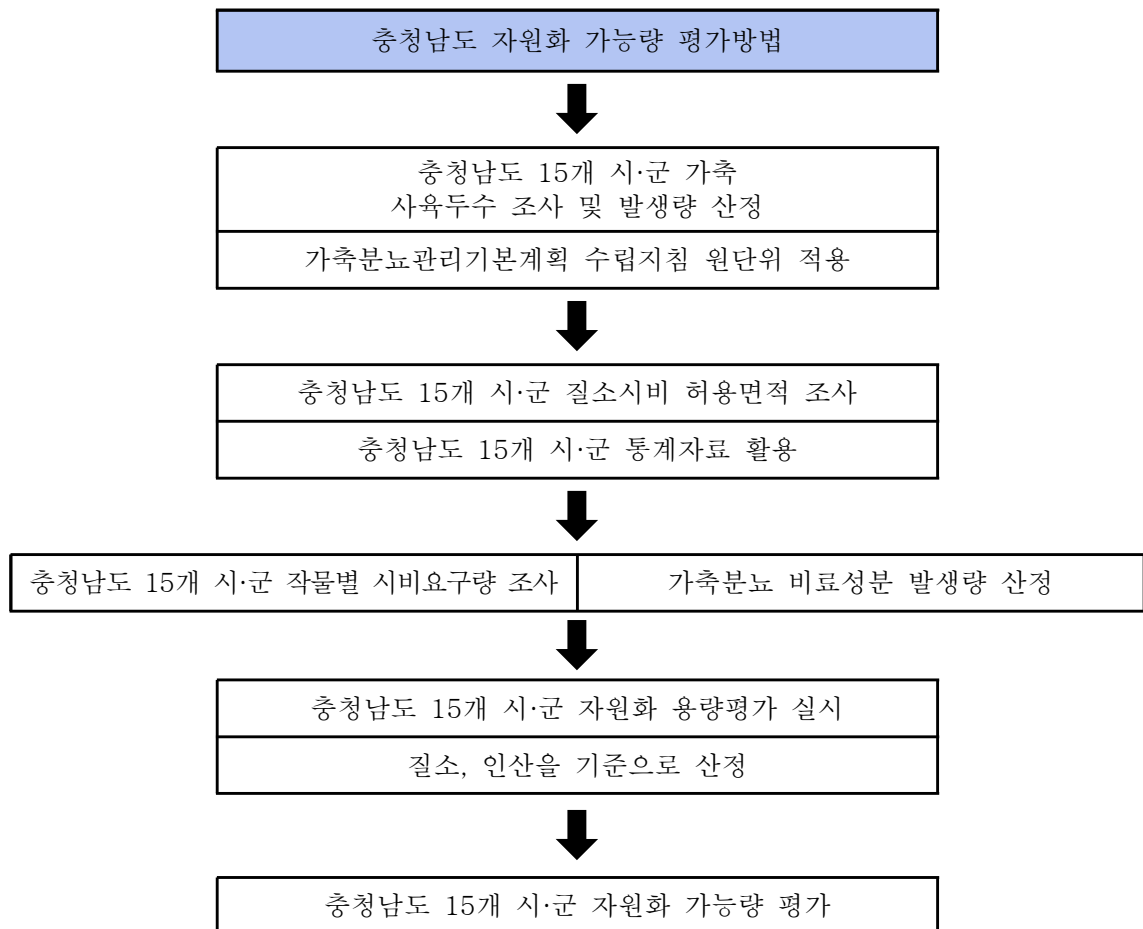 충청남도 자원화 가능량 평가방법
충청남도 15개 시·군 가축
사육두수 조사 및 발생량 산정
가축분뇨관리기본계획 수립지침 원단위 적용
충청남도 15개 시·군 질소시비 허용면적 조사
충청남도 15개 시·군 통계자료 활용
충청남도 15개 시·군 작물별 시비요구량 조사
가축분뇨 비료성분 발생량 산정
충청남도 15개 시·군 자원화 용량평가 실시
질소, 인산을 기준으로 산정
충청남도 15개 시·군 자원화 가능량 평가